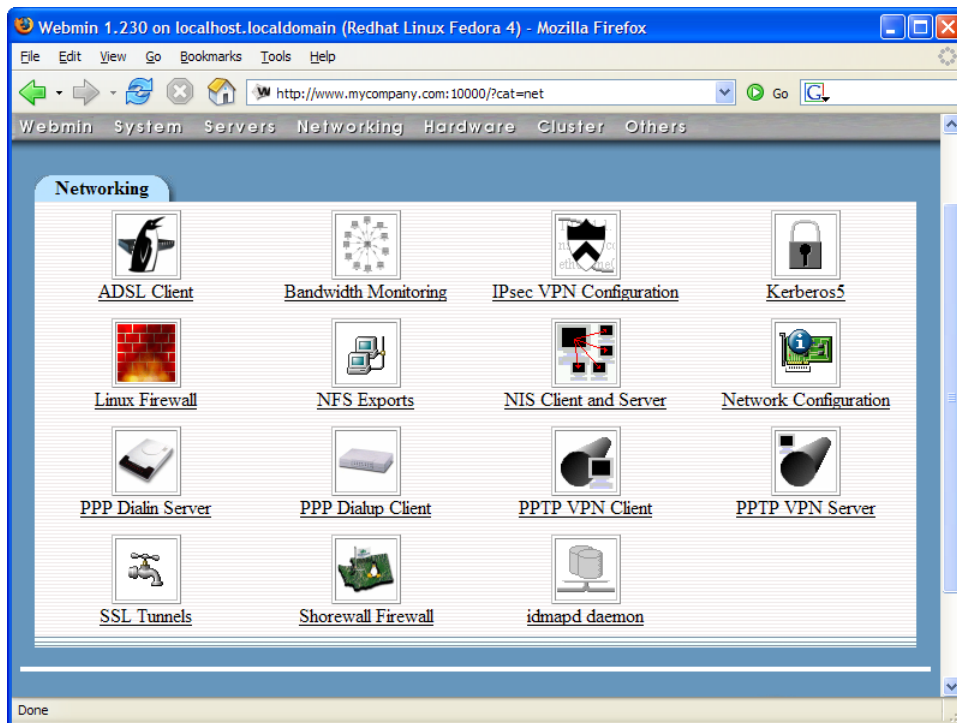 Webmin 1.230 on localhost.localdomain (Redhat Linux Fedora 4) - Mozilla Firefox
File Edit View Go Bookmarks Tools Help
http://www.mycompany.com:10000/?cat=net Go G
Webmin System Servers Networking Hardware Cluster Others
Networking
ADSL Client Bandwidth Monitoring IPsec VPN Configuration Kerberos5
Linux Firewall NFS Exports NIS Client and Server Network Configuration
PPP Dialin Server PPP Dialup Client PPTP VPN Client PPTP VPN Server
SSL Tunnels Shorewall Firewall idmapd daemon
Done